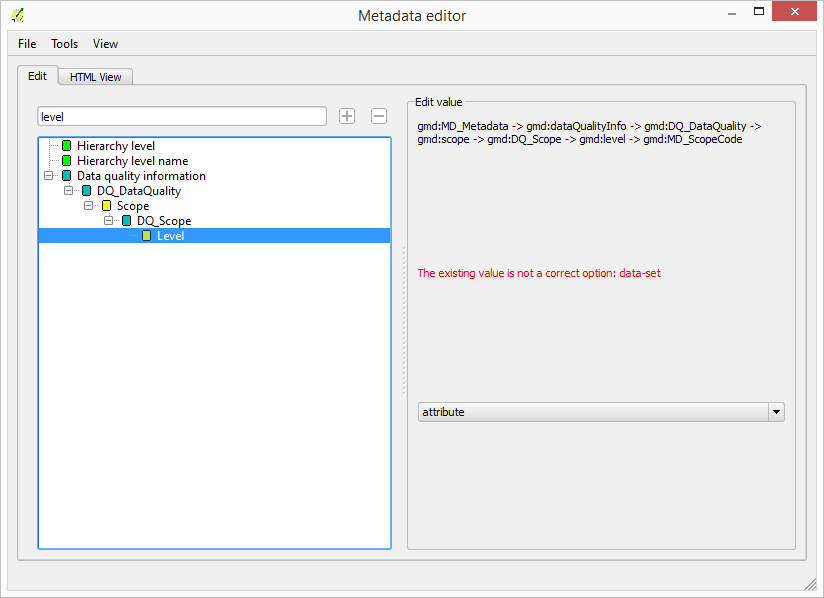 Metadata editor
File Tools View
Edit HTML View
level
Hierarchy level
Hierarchy level name
Data quality information
DQ_DataQuality
Scope
DQ_Scope
Level
Edit value
gmd:MD_Metadata -> gmd:dataQualityInfo -> gmd:DQ_DataQuality ->
gmd:scope -> gmd:DQ_Scope -> gmd:level -> gmd:MD_ScopeCode
The existing value is not a correct option: data-set
attribute